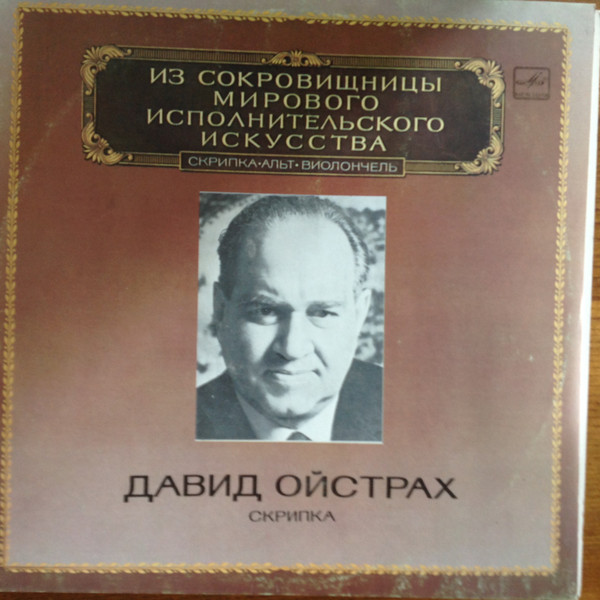 ИЗ СОКРОВИЩНИЦЫ
МИРОВОГО
ИСПОЛНИТЕЛЬСКОГО
ИСКУССТВА
СКРИПКА•АЛЬТ•ВИОЛОНЧЕЛЬ
ДАВИД ОЙСТРАХ
СКРИПКА